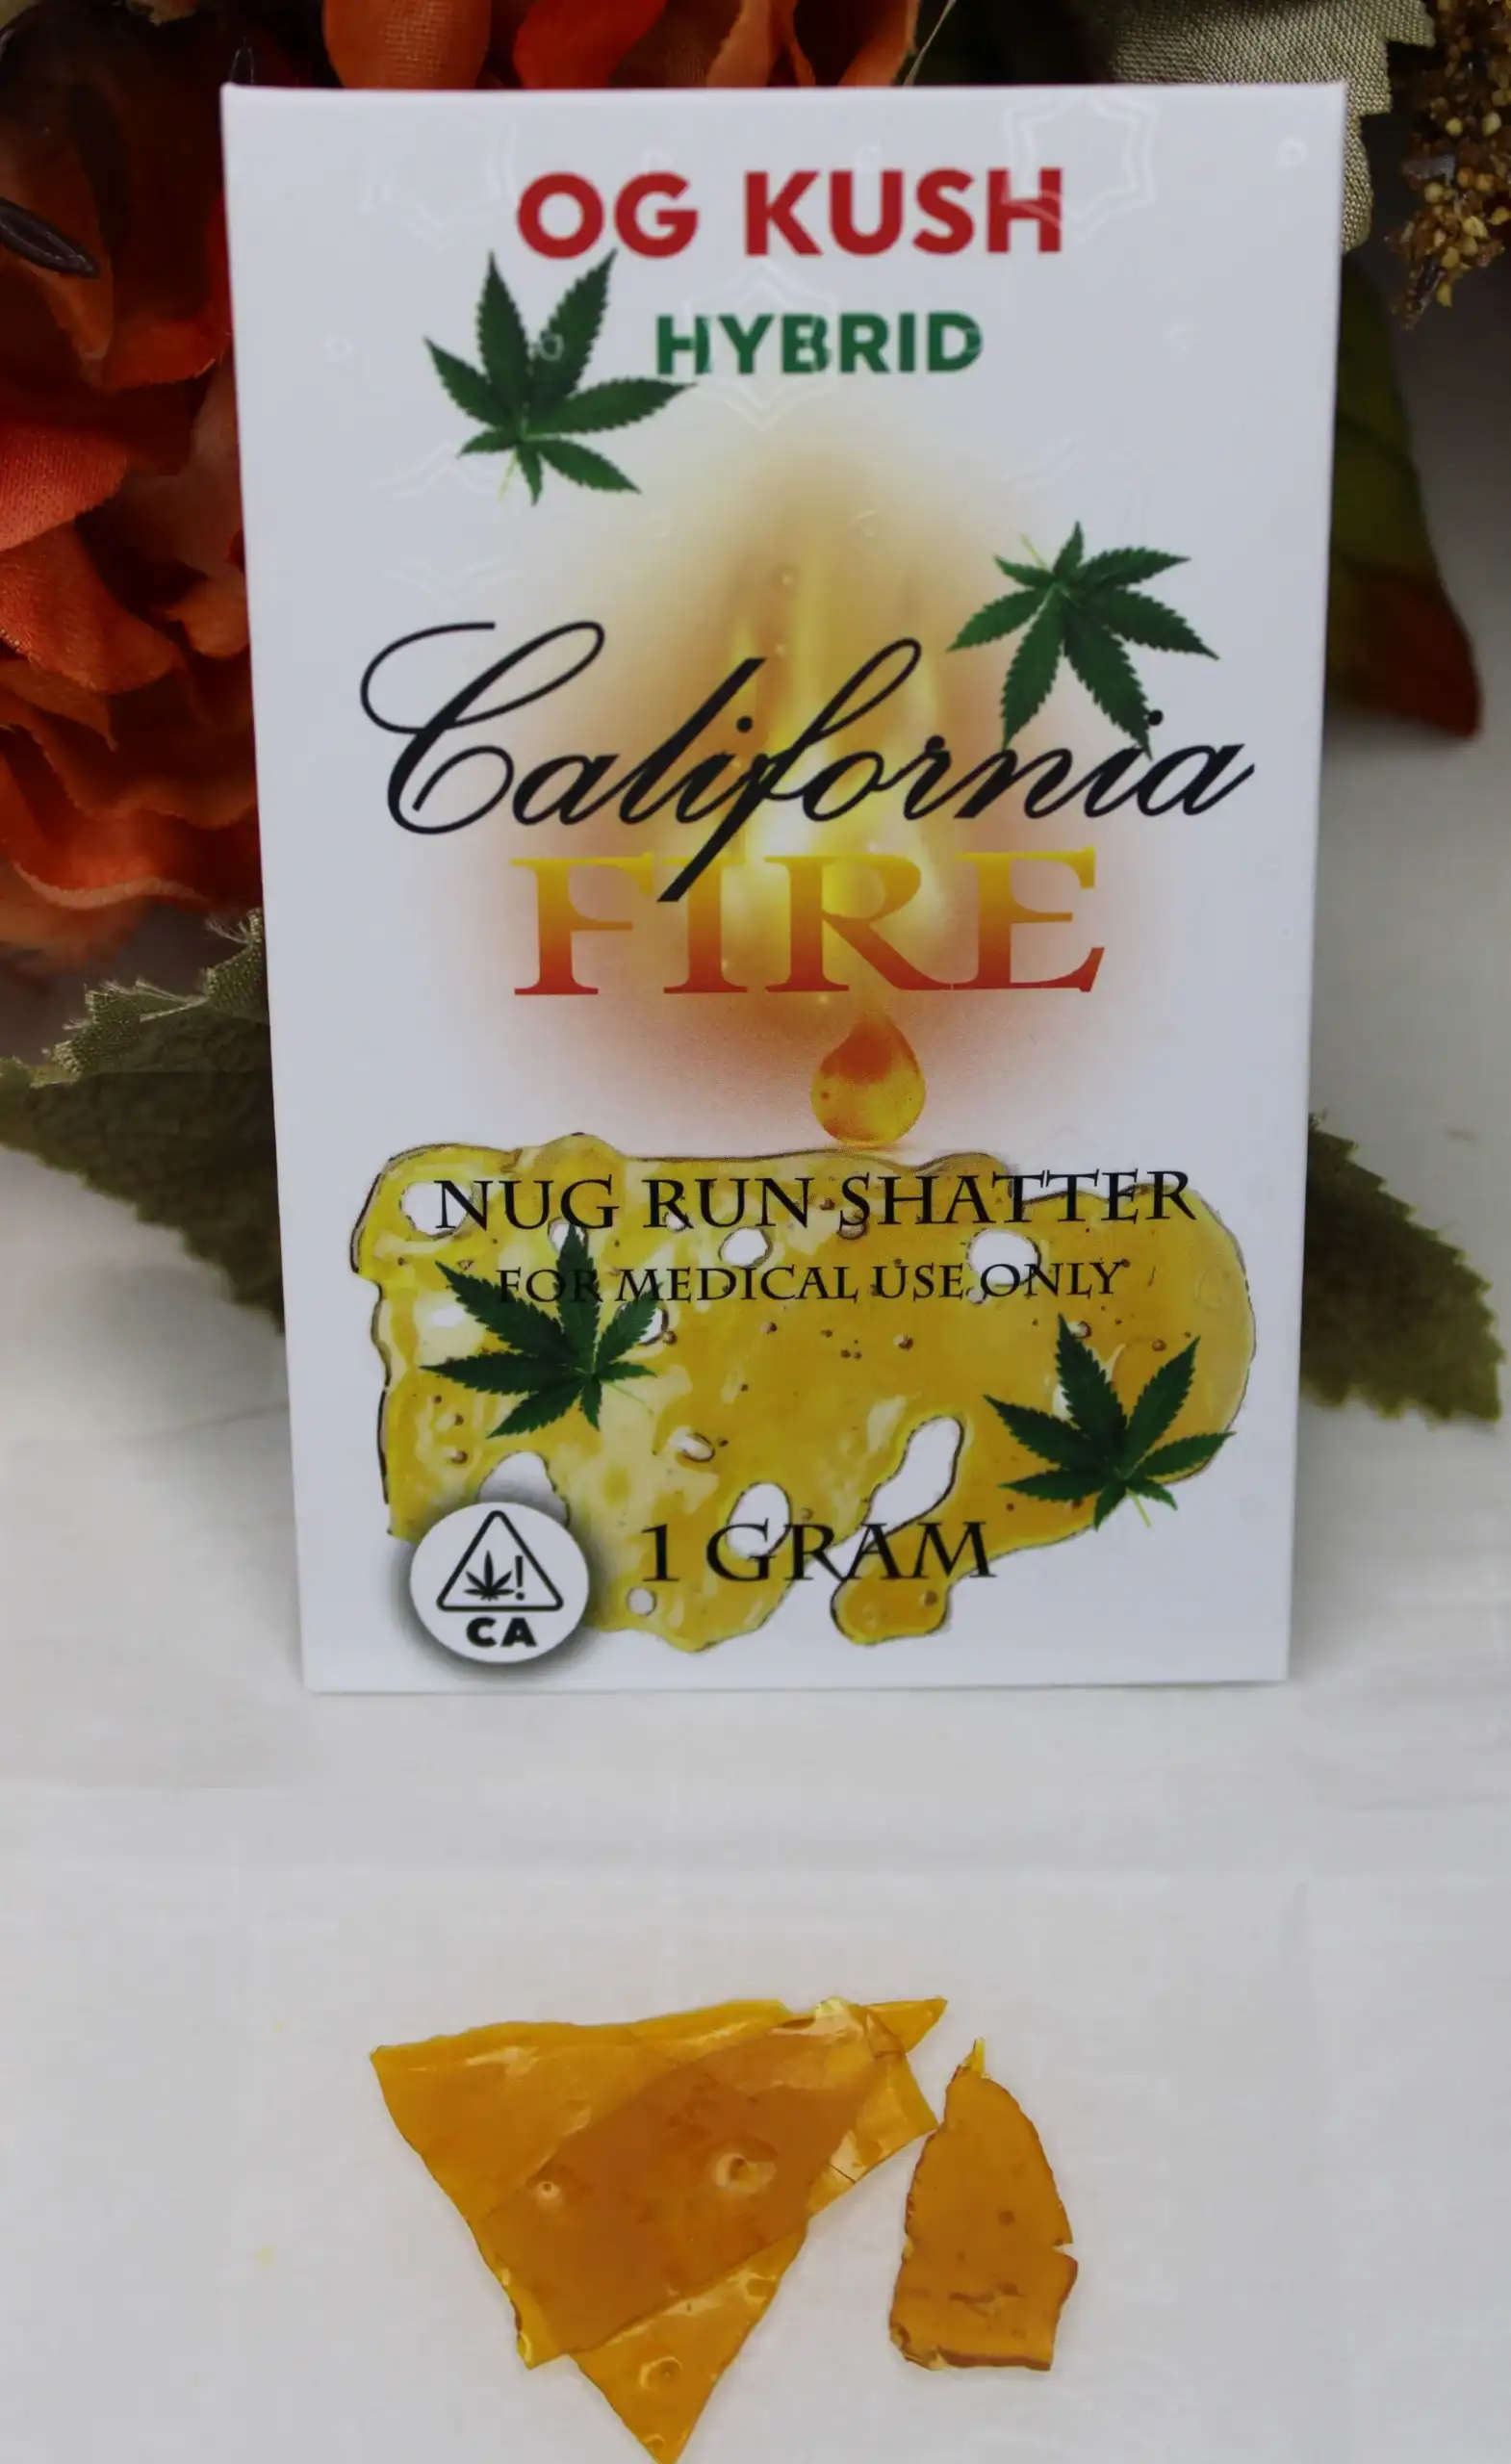 OG KUSH
HYBRID
California
FIRE
NUG RUN SHATTER
FOR MEDICAL USE ONLY
1 GRAM
!
CA